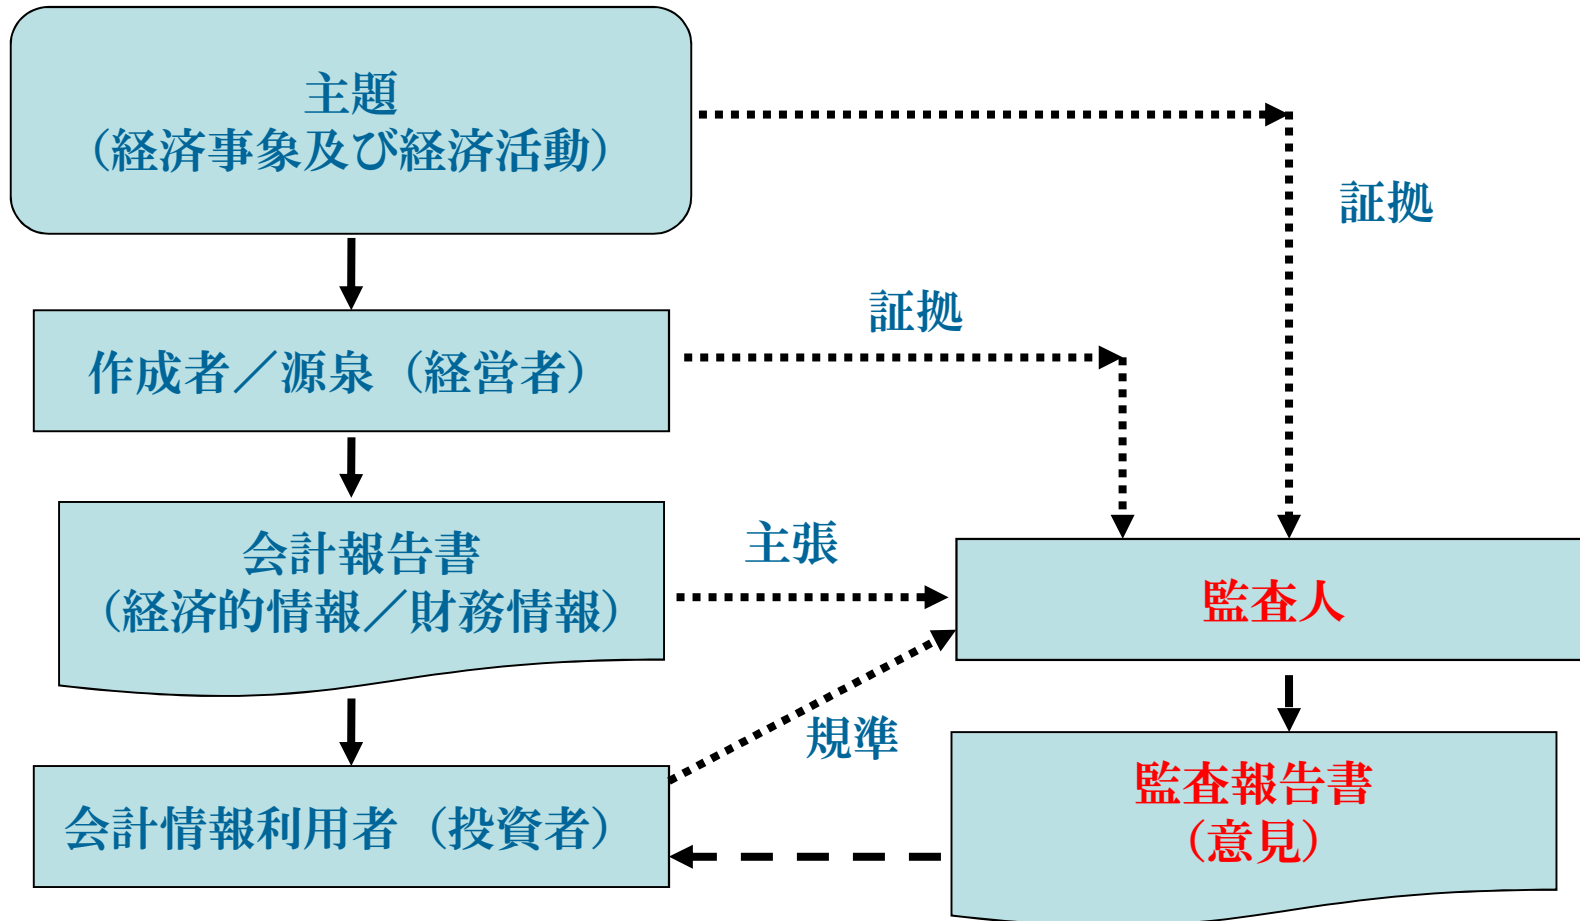 主題
（経済事象及び経済活動）
証拠
証拠
作成者／源泉（経営者）
会計報告書
（経済的情報／財務情報）
主張
監査人
規準
会計情報利用者（投資者）
監査報告書
（意見）